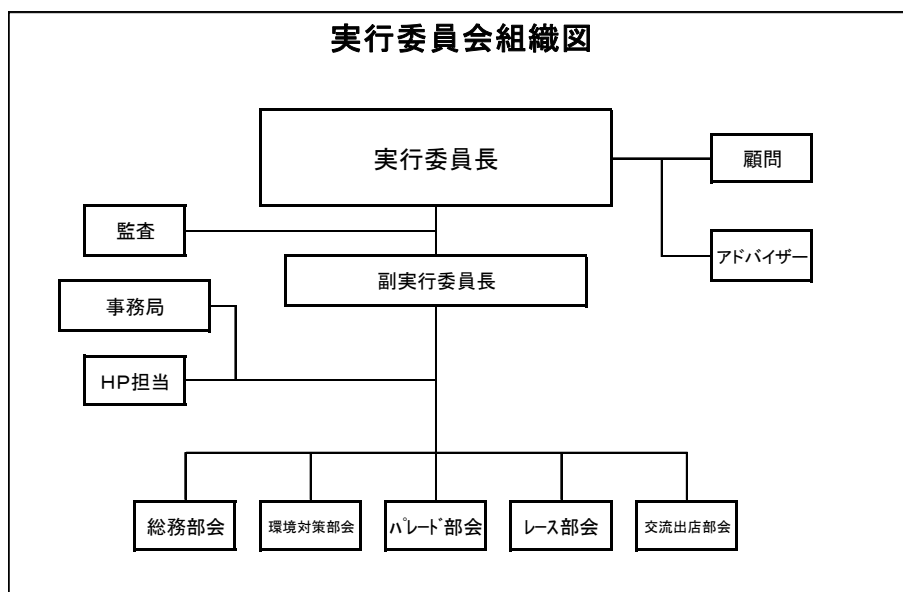 実行委員会組織図
実行委員長
顧問
監査
アドバイザー
副実行委員長
事務局
HP担当
総務部会
環境対策部会
ﾊﾟﾚｰﾄﾞ部会
ﾚｰｽ部会
交流出店部会